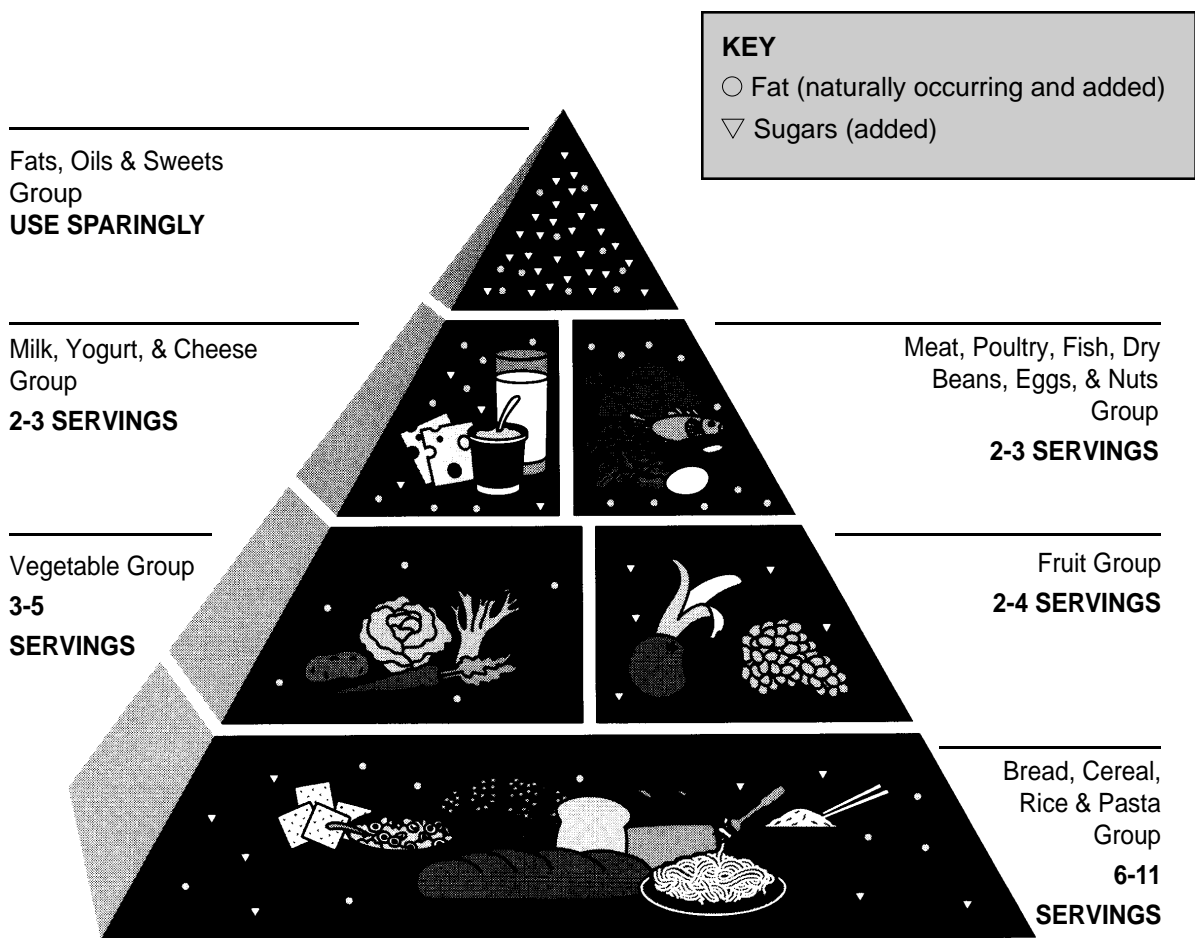 KEY
Fat (naturally occurring and added)
Sugars (added)
Fats, Oils & Sweets
Group
USE SPARINGLY
Milk, Yogurt, & Cheese
Group
2-3 SERVINGS
Meat, Poultry, Fish, Dry
Beans, Eggs, & Nuts
Group
2-3 SERVINGS
Vegetable Group
3-5
SERVINGS
Fruit Group
2-4 SERVINGS
Bread, Cereal,
Rice & Pasta
Group
6-11
SERVINGS